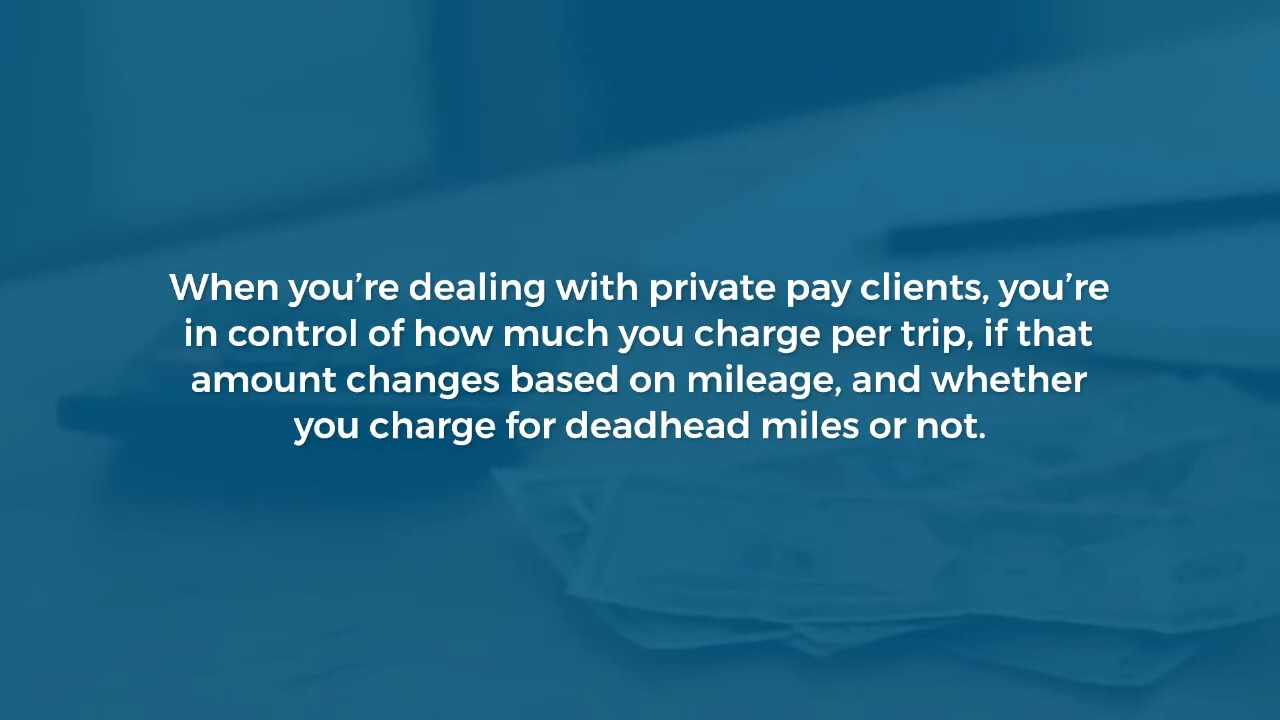 When you’re dealing with private pay clients, you’re
in control of how much you charge per trip, if that
amount changes based on mileage, and whether
you charge for deadhead miles or not.